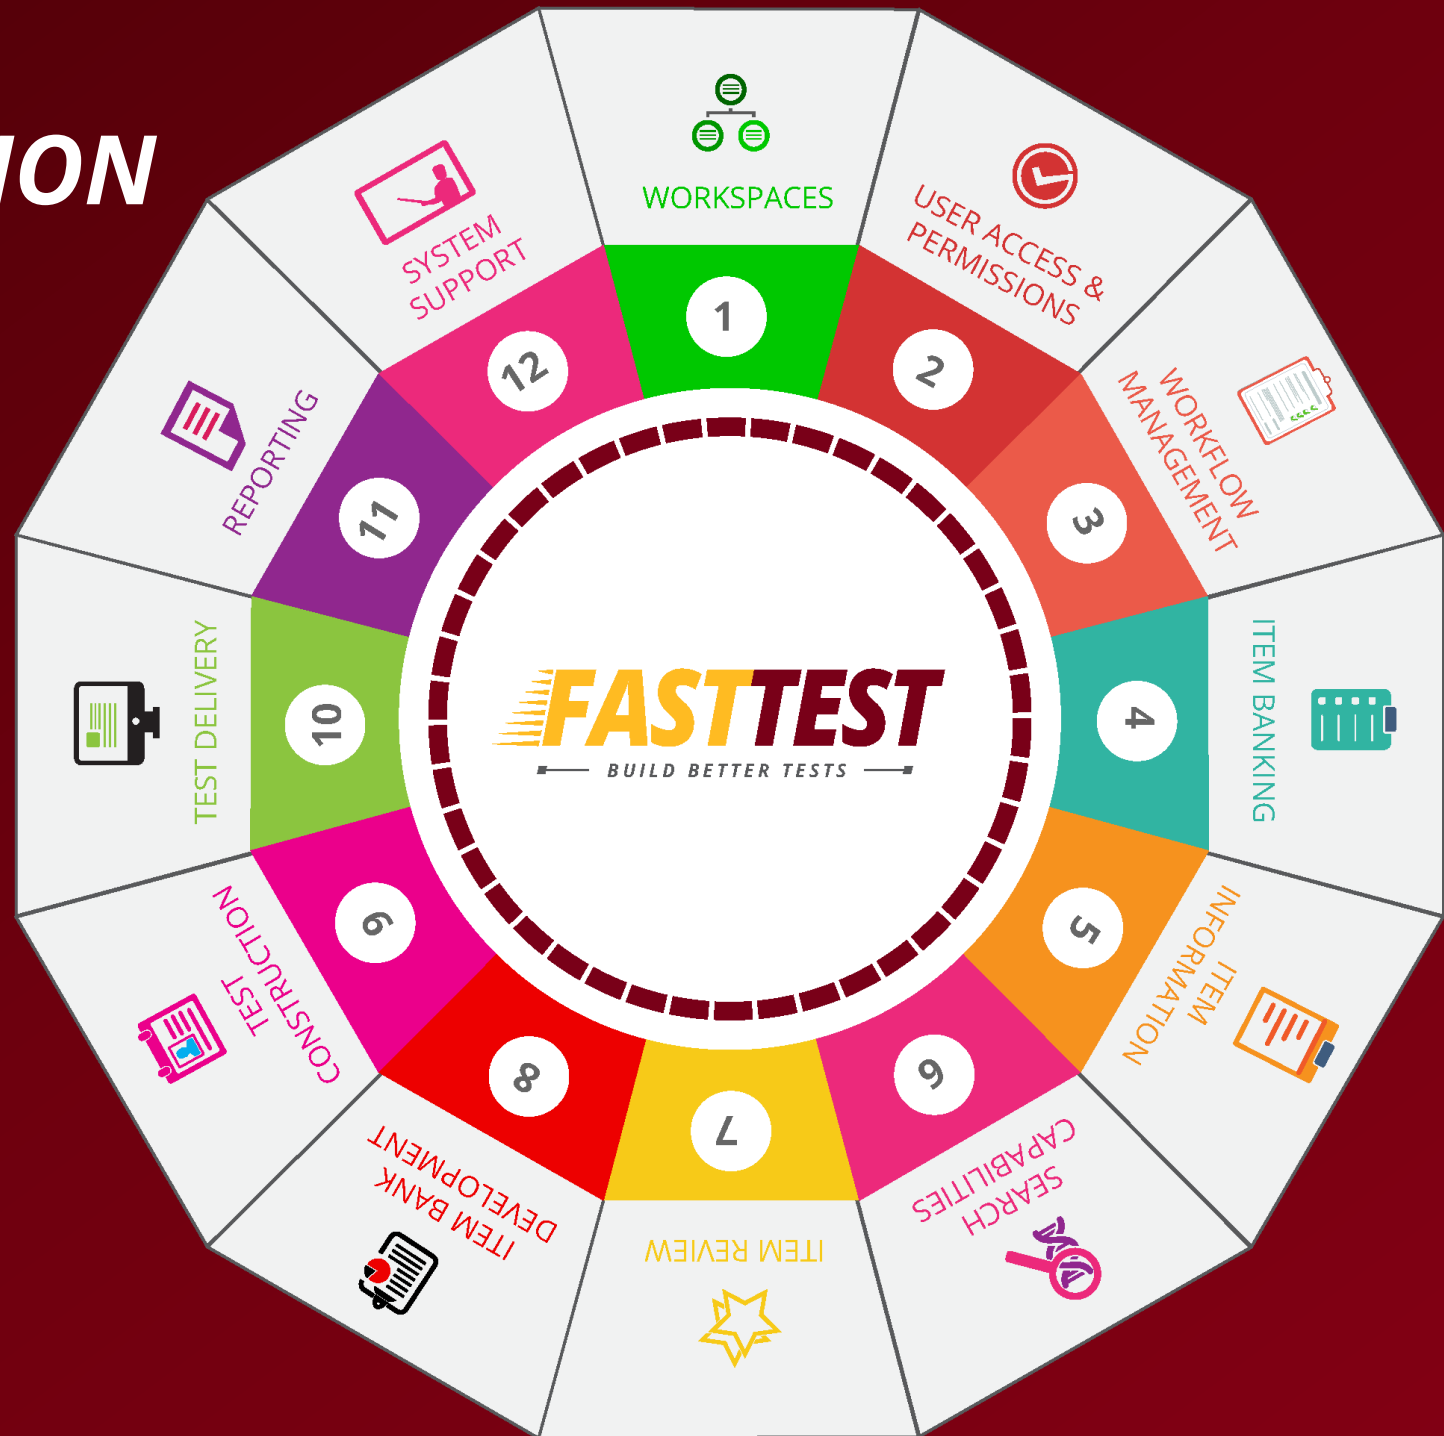 ION
WORKSPACES
1
USER ACCESS &
PERMISSIONS
2
WORKFLOW
MANAGEMENT
3
ITEM BANKING
4
ITEM
INFORMATION
5
SEARCH
CAPABILITIES
6
ITEM REVIEW
7
ITEM BANK
DEVELOPMENT
8
TEST
CONSTRUCTION
9
TEST DELIVERY
10
REPORTING
11
SYSTEM
SUPPORT
12
FASTTEST
BUILD BETTER TESTS